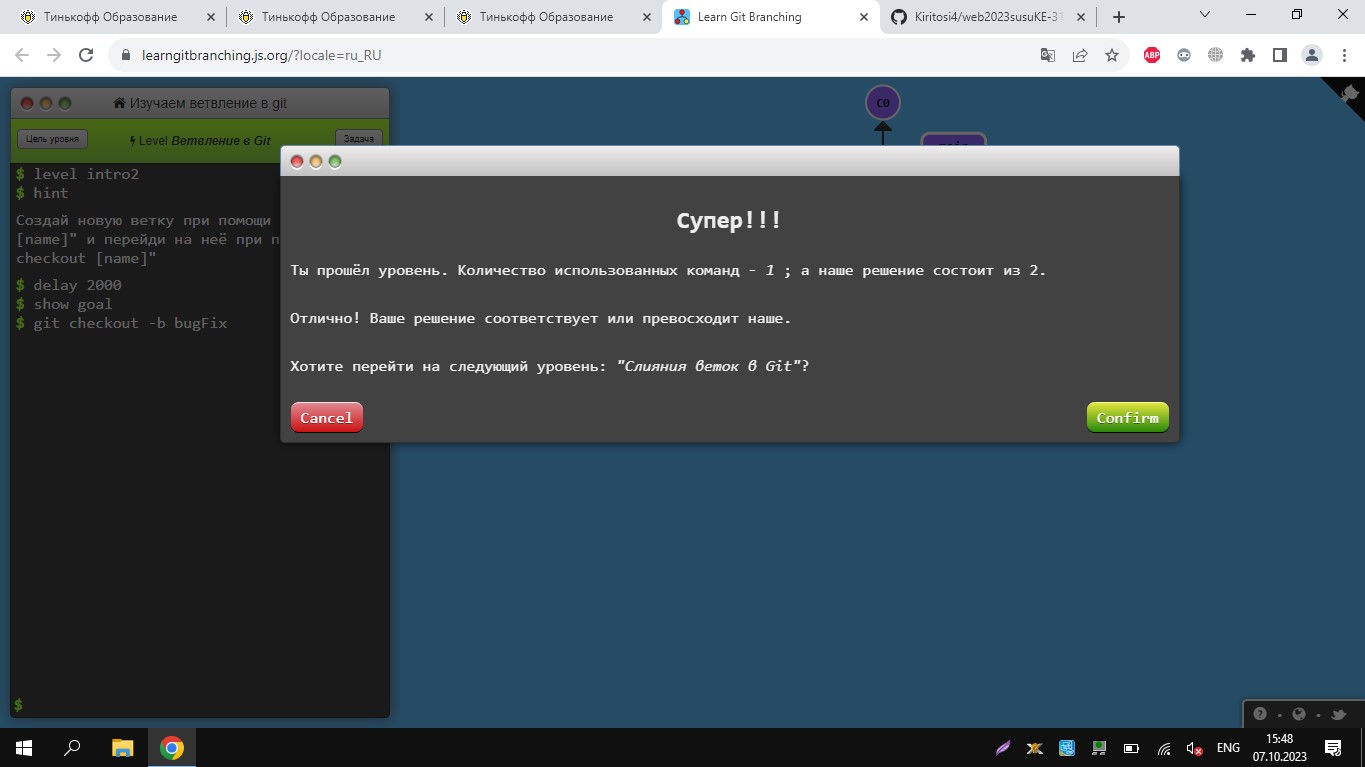 Тинькофф Образование
Тинькофф Образование
Тинькофф Образование
Learn Git Branching
Kiritosi4/web2023susuKE-31
learngitbranching.js.org/?locale=ru_RU
ABP
Изучаем ветвление в git
Цель уровня
Level Ветвление в Git
Задача
$ level intro2
$ hint
Создай новую ветку при помощи
[name]" и перейди на неё при п
checkout [name]"
$ delay 2000
$ show goal
$ git checkout -b bugFix
$
C0
Супер!!!
Ты прошёл уровень. Количество использованных команд - 1 ; а наше решение состоит из 2.
Отлично! Ваше решение соответствует или превосходит наше.
Хотите перейти на следующий уровень: "Слияния веток в Git"?
Cancel
Confirm
ENG
15:48
07.10.2023